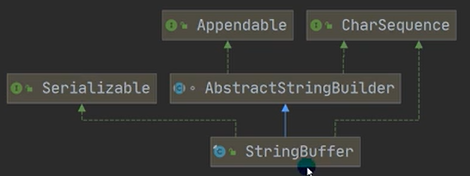 Appendable CharSequence
Serializable AbstractStringBuilder
StringBuffer